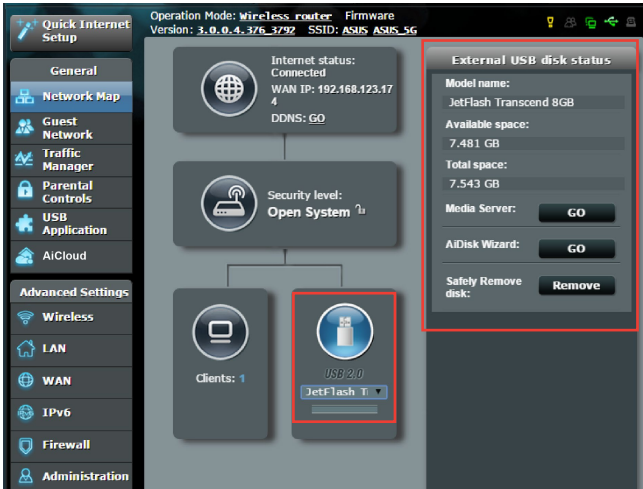 Quick Internet
Setup
Operation Mode: Wireless router Firmware
Version: 3.0.0.4.376_3792 SSID: ASUS ASUS_5G
General
Network Map
Guest
Network
Traffic
Manager
Parental
Controls
USB
Application
AiCloud
Advanced Settings
Wireless
LAN
WAN
IPv6
Firewall
Administration
Internet status:
Connected
WAN IP: 192.168.123.17
4
DDNS: GO
Security level:
Open System
Clients: 1
USB 2.0
JetFlash T
External USB disk status
Model name:
JetFlash Transcend 8GB
Available space:
7.481 GB
Total space:
7.543 GB
Media Server: GO
AiDisk Wizard: GO
Safely Remove
disk: Remove